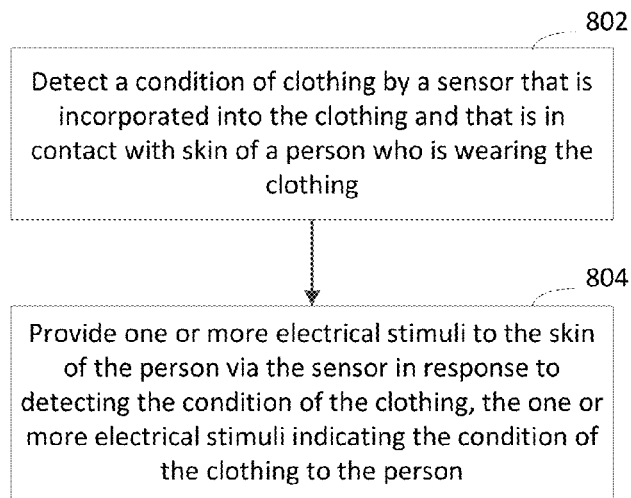 802
Detect a condition of clothing by a sensor that is
incorporated into the clothing and that is in
contact with skin of a person who is wearing the
clothing
804
Provide one or more electrical stimuli to the skin
of the person via the sensor in response to
detecting the condition of the clothing, the one or
more electrical stimuli indicating the condition of
the clothing to the person